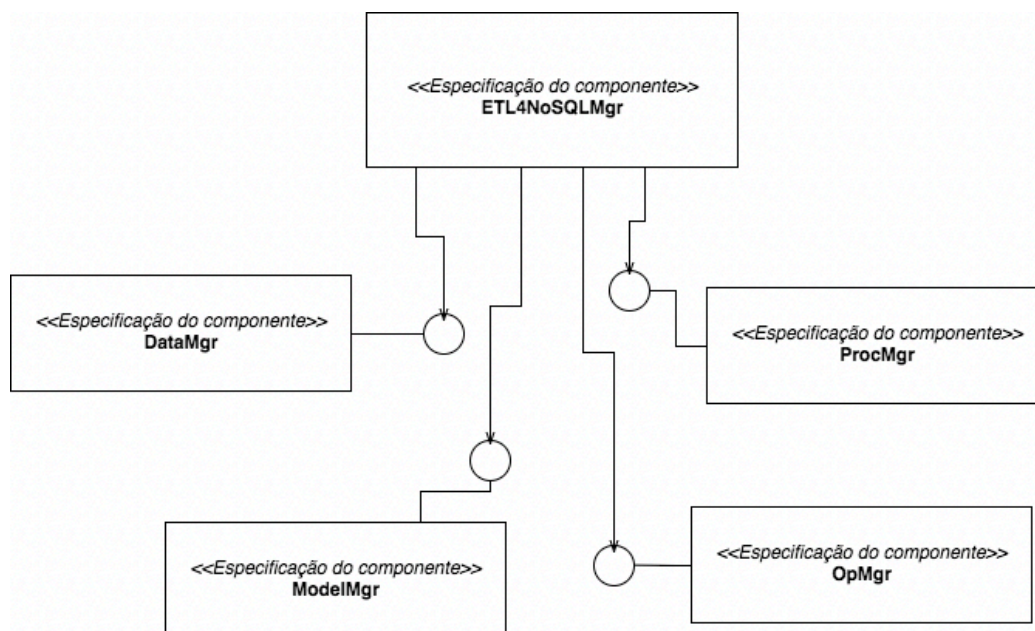 <<Especificação do componente>>
ETL4NoSQLMgr
<<Especificação do componente>>
DataMgr
<<Especificação do componente>>
ProcMgr
<<Especificação do componente>>
ModelMgr
<<Especificação do componente>>
OpMgr